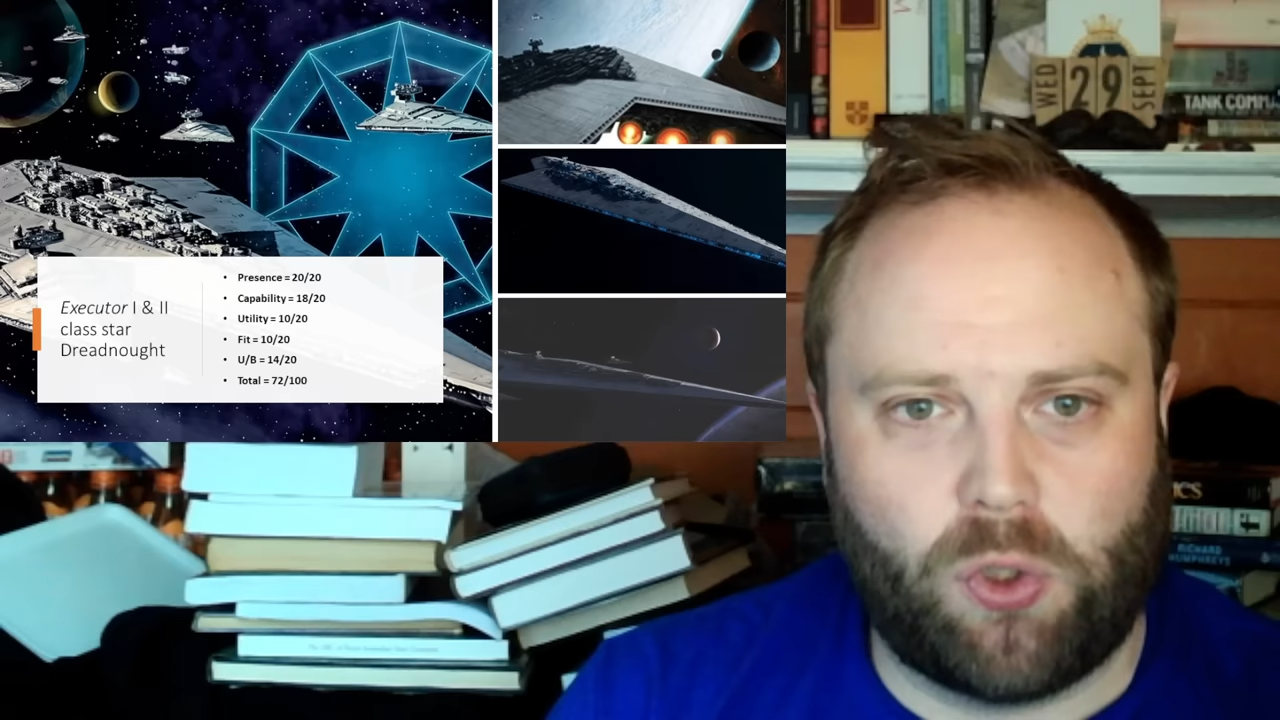 Executor I & II
class star
Dreadnought
• Presence = 20/20
• Capability = 18/20
• Utility = 10/20
• Fit = 10/20
• U/B = 14/20
• Total = 72/100
WED
29
SEPT
TANK COMM
ICS
RICHARD
HUMPHREYS